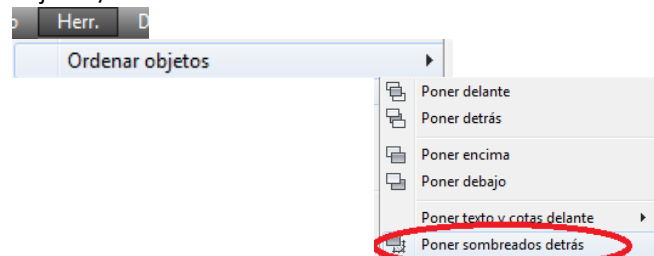 Herr.
Ordenar objetos
Poner delante
Poner detrás
Poner encima
Poner debajo
Poner texto y cotas delante
Poner sombreados detrás